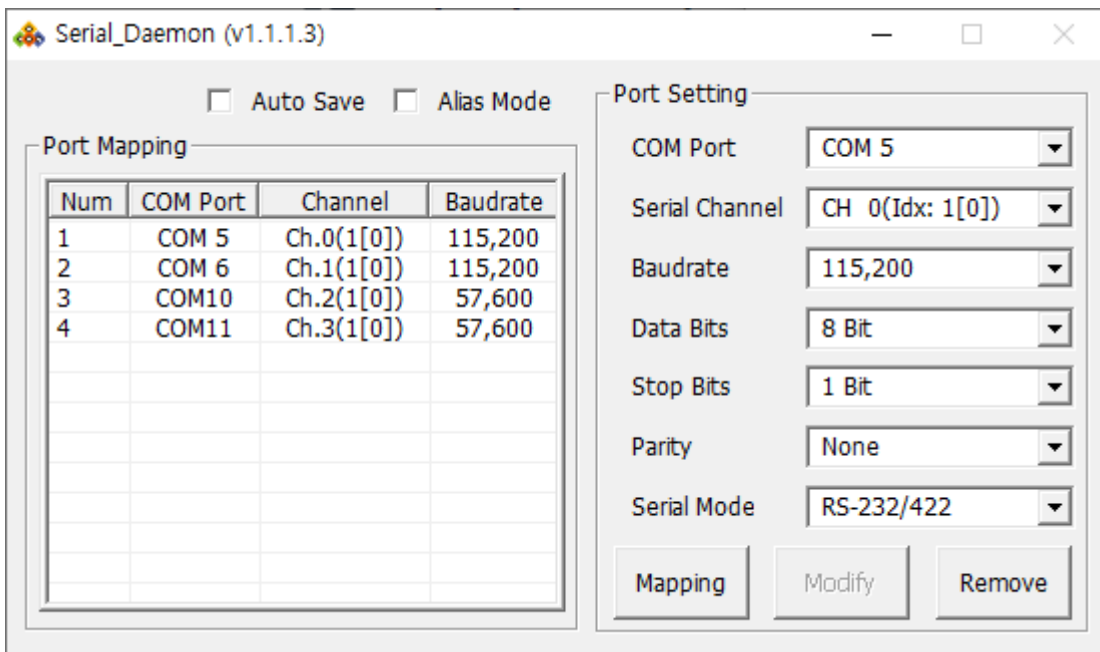 Serial_Daemon (v1.1.1.3)
Auto Save Alias Mode
Port Mapping
Num COM Port Channel Baudrate
1 COM 5 Ch.0(1[0]) 115,200
2 COM 6 Ch.1(1[0]) 115,200
3 COM10 Ch.2(1[0]) 57,600
4 COM11 Ch.3(1[0]) 57,600
Port Setting
COM Port COM 5
Serial Channel CH 0(Idx: 1[0])
Baudrate 115,200
Data Bits 8 Bit
Stop Bits 1 Bit
Parity None
Serial Mode RS-232/422
Mapping Modify Remove